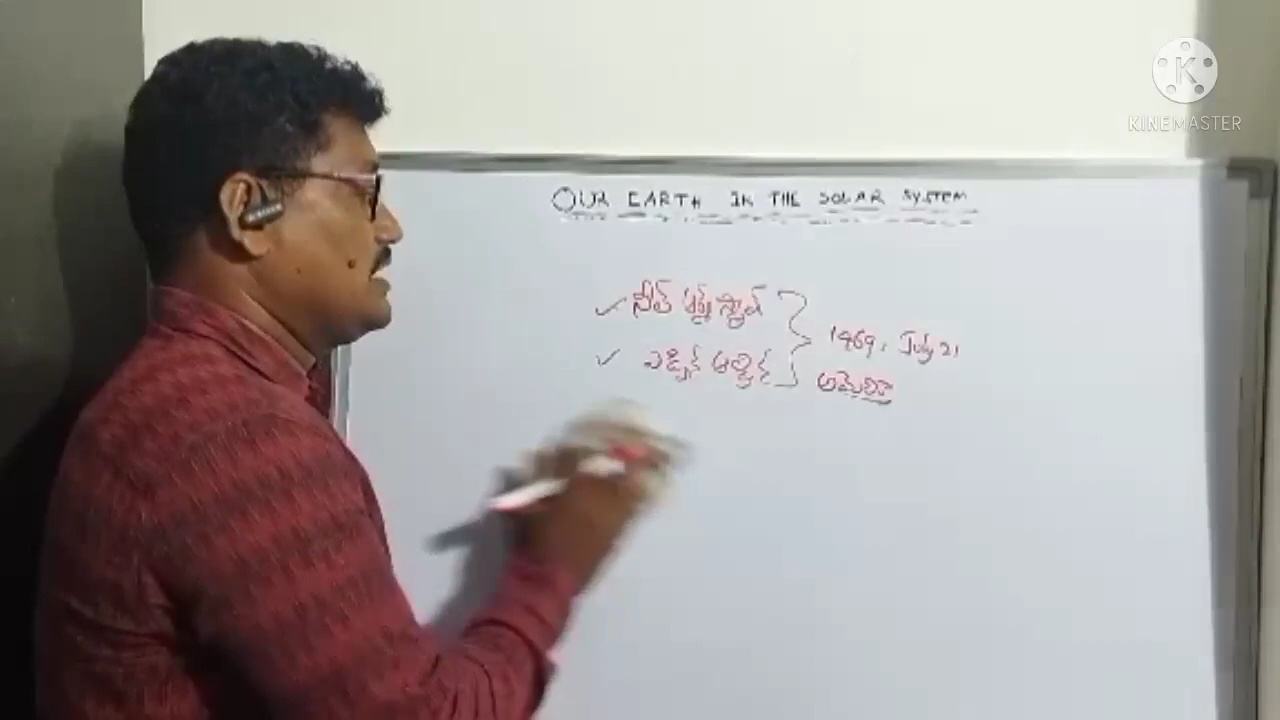 OUR EARTH IN THE SOLAR SYSTEM
✓ నీల్ ఆర్మ్ స్ట్రాంగ్
✓ ఎడ్విన్ ఆల్డ్రిన్
1969, July 21
అమెరికా
KINEMASTER